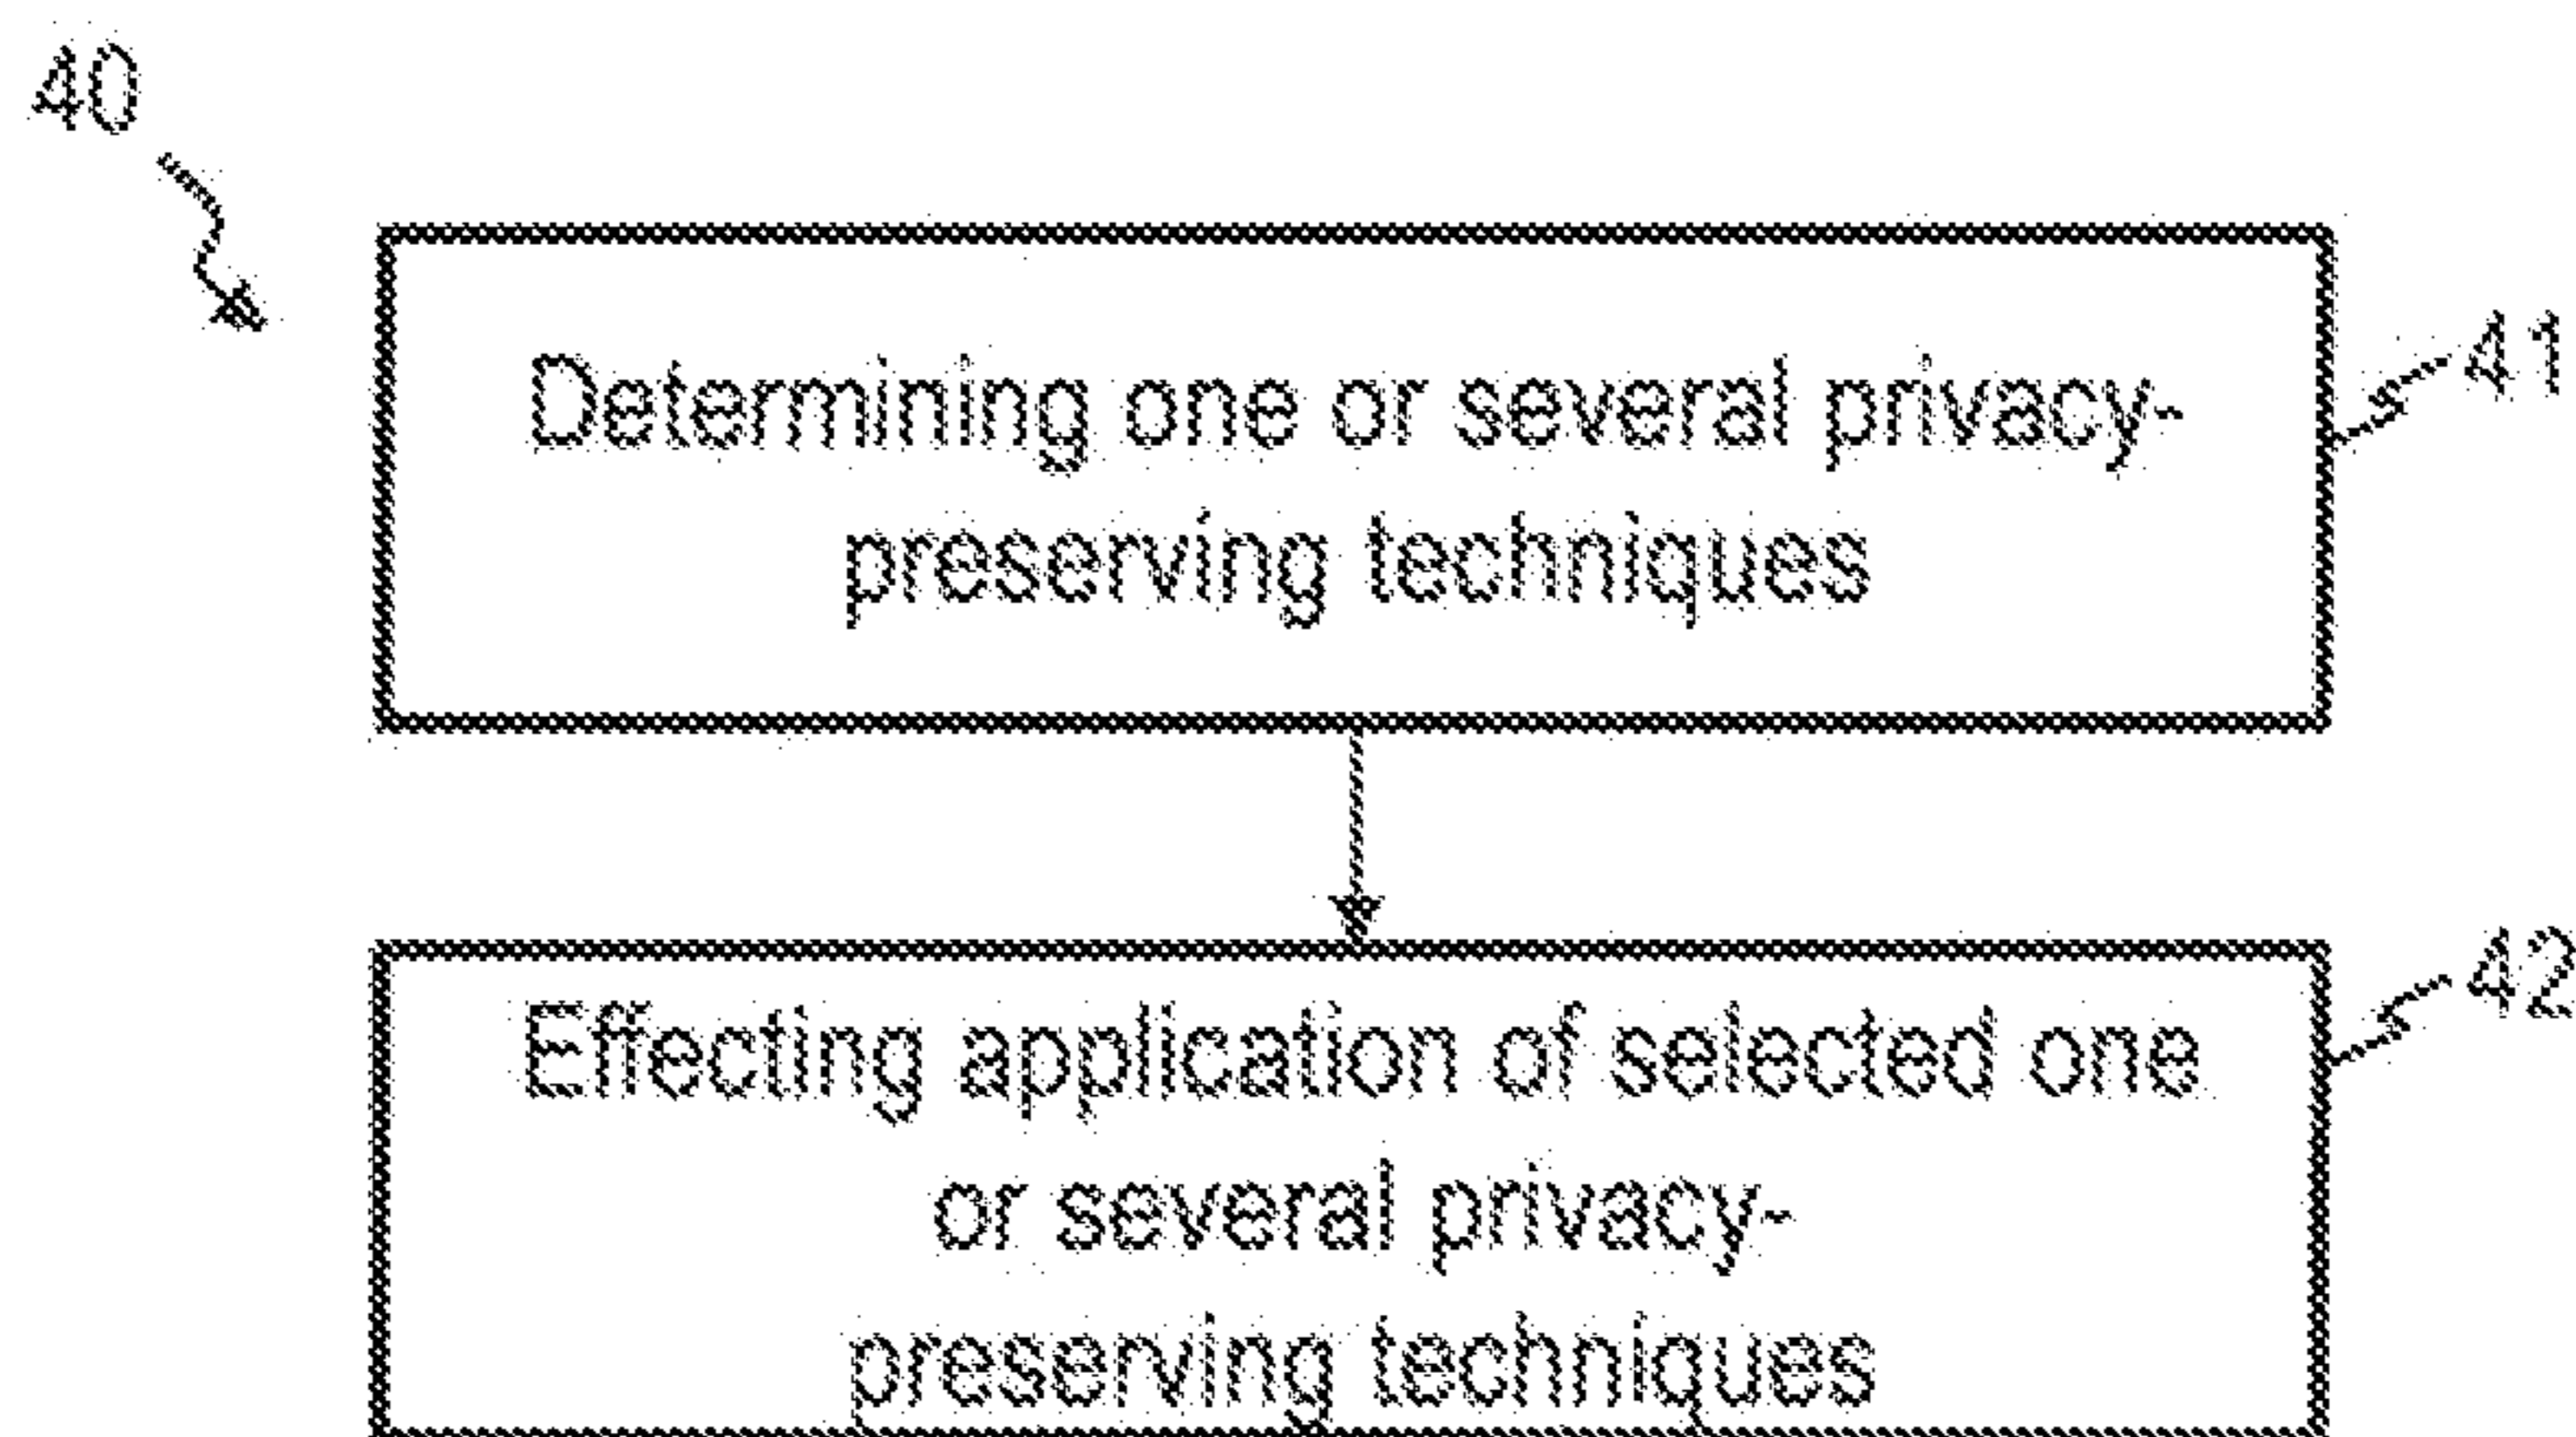 40
Determining one or several privacy-
preserving techniques
41
Effecting application of selected one
or several privacy-
preserving techniques
42